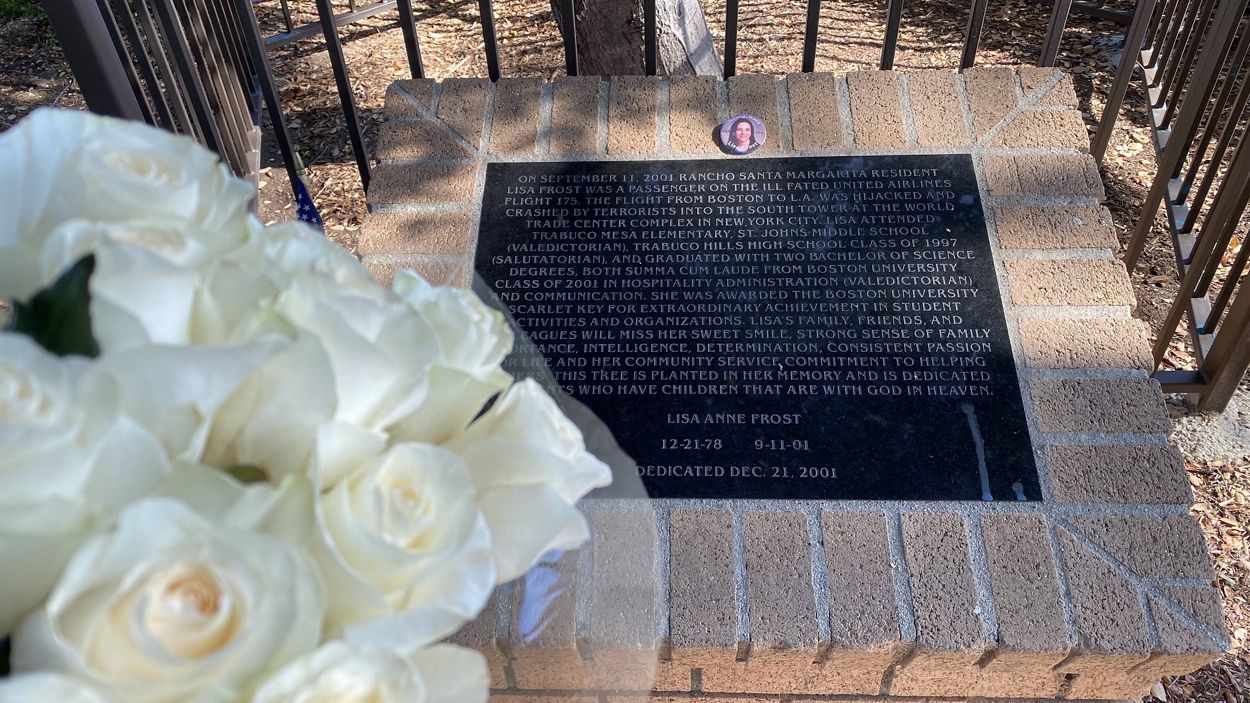 ON SEPTEMBER 11, 2001 RANCHO SANTA MARGARITA RESIDENT
LISA FROST WAS A PASSENGER ON THE ILL FATED UNITED AIRLINES
FLIGHT 175. THE FLIGHT FROM BOSTON TO L.A. WAS HIJACKED AND
CRASHED BY TERRORISTS INTO THE SOUTH TOWER AT THE WORLD
TRADE CENTER COMPLEX IN NEW YORK CITY. LISA ATTENDED
TRABUCO MESA ELEMENTARY, ST. JOHNS MIDDLE SCHOOL
(VALEDICTORIAN), TRABUCO HILLS HIGH SCHOOL CLASS OF 1997
(SALUTATORIAN), AND GRADUATED WITH TWO BACHELOR OF SCIENCE
DEGREES, BOTH SUMMA CUM LAUDE FROM BOSTON UNIVERSITY
CLASS OF 2001 IN HOSPITALITY ADMINISTRATION (VALEDICTORIAN)
AND COMMUNICATION. SHE WAS AWARDED THE BOSTON UNIVERSITY
SCARLET KEY FOR EXTRAORDINARY ACHIEVEMENT IN STUDENT
CTIVITIES AND ORGANIZATIONS. LISA'S FAMILY, FRIENDS, AND
EAGUES WILL MISS HER SWEET SMILE, STRONG SENSE OF FAMILY
RTANCE, INTELLIGENCE, DETERMINATION, CONSISTENT PASSION
LIFE AND HER COMMUNITY SERVICE COMMITMENT TO HELPING
THIS TREE IS PLANTED IN HER MEMORY AND IS DEDICATED
WHO HAVE CHILDREN THAT ARE WITH GOD IN HEAVEN.
LISA ANNE FROST
12-21-78 9-11-01
DEDICATED DEC. 21, 2001